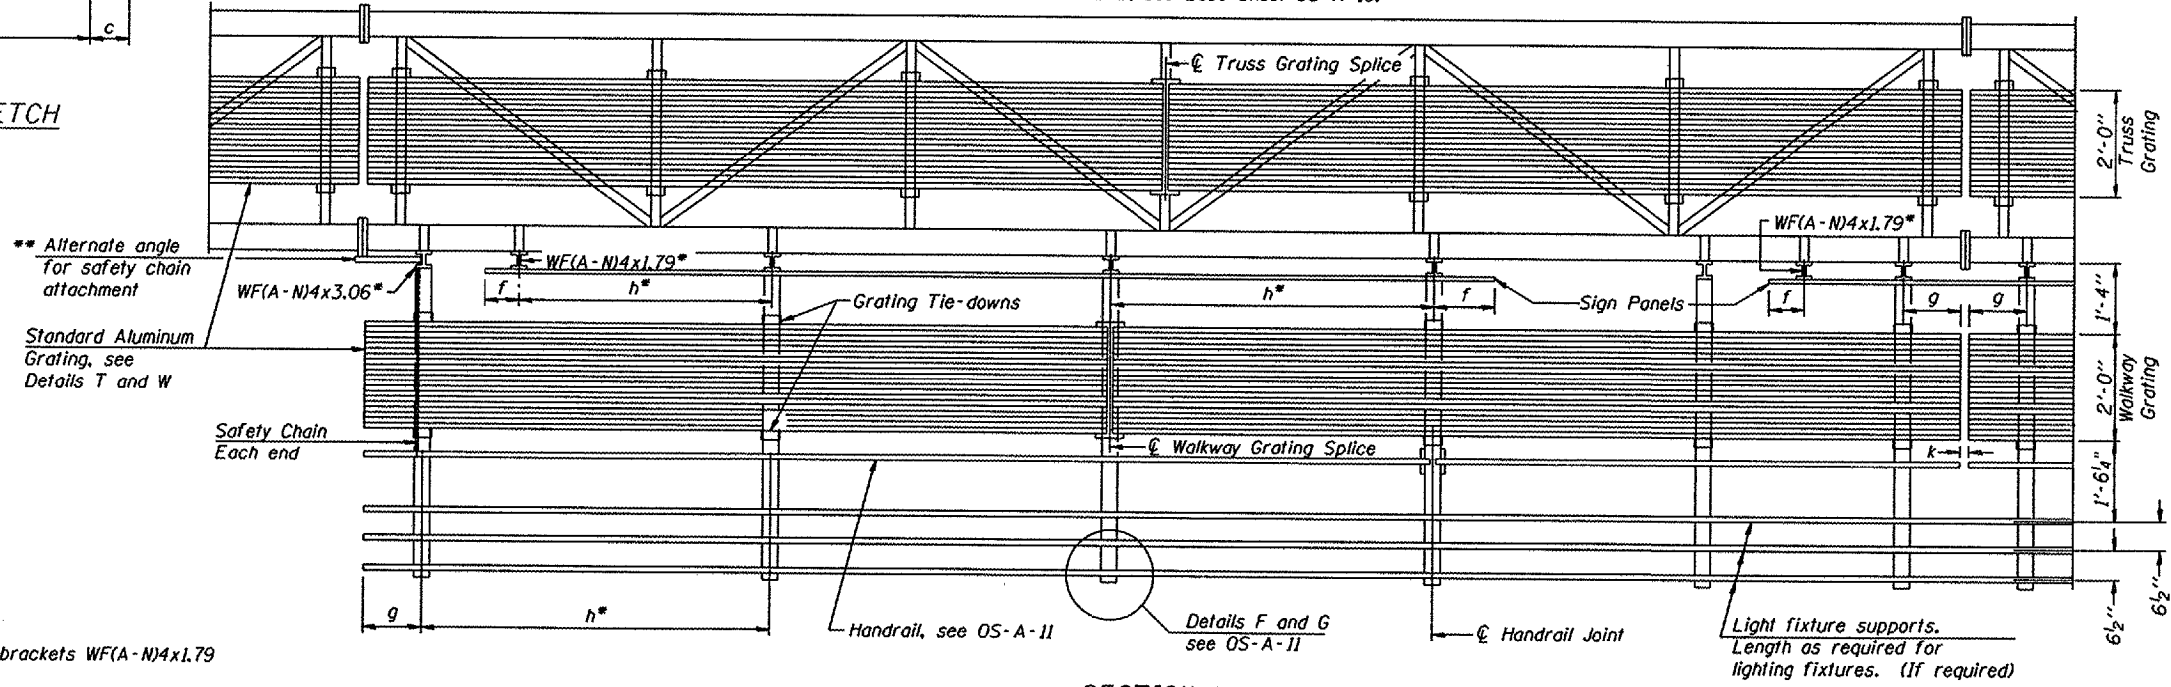 c
ETCH
℄ Truss Grating Splice
2'-0"
Truss
Grating
** Alternate angle
for safety chain
attachment
WF(A-N)4x3.06*
WF(A-N)4x1.79*
WF(A-N)4x1.79*
f
h*
Grating Tie-downs
h*
f
Sign Panels
f
g
g
1'-4"
Standard Aluminum
Grating, see
Details T and W
2'-0"
Walkway
Grating
Safety Chain
Each end
℄ Walkway Grating Splice
k
1'-6¼"
g
h*
Handrail, see OS-A-11
Details F and G
see OS-A-11
℄ Handrail Joint
Light fixture supports.
Length as required for
lighting fixtures. (If required)
6½"
6½"
brackets WF(A-N)4x1.79